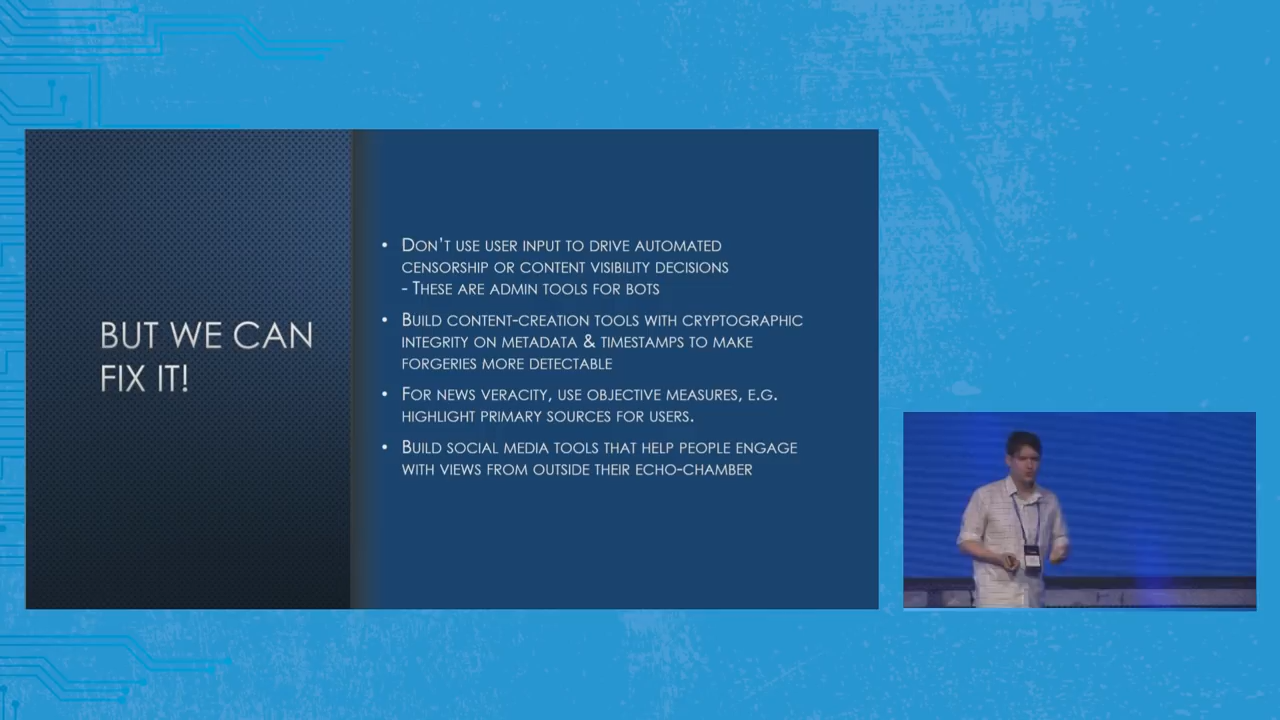 BUT WE CAN
FIX IT!
• DON'T USE USER INPUT TO DRIVE AUTOMATED
CENSORSHIP OR CONTENT VISIBILITY DECISIONS
- THESE ARE ADMIN TOOLS FOR BOTS
• BUILD CONTENT-CREATION TOOLS WITH CRYPTOGRAPHIC
INTEGRITY ON METADATA & TIMESTAMPS TO MAKE
FORGERIES MORE DETECTABLE
• FOR NEWS VERACITY, USE OBJECTIVE MEASURES, E.G.
HIGHLIGHT PRIMARY SOURCES FOR USERS.
• BUILD SOCIAL MEDIA TOOLS THAT HELP PEOPLE ENGAGE
WITH VIEWS FROM OUTSIDE THEIR ECHO-CHAMBER